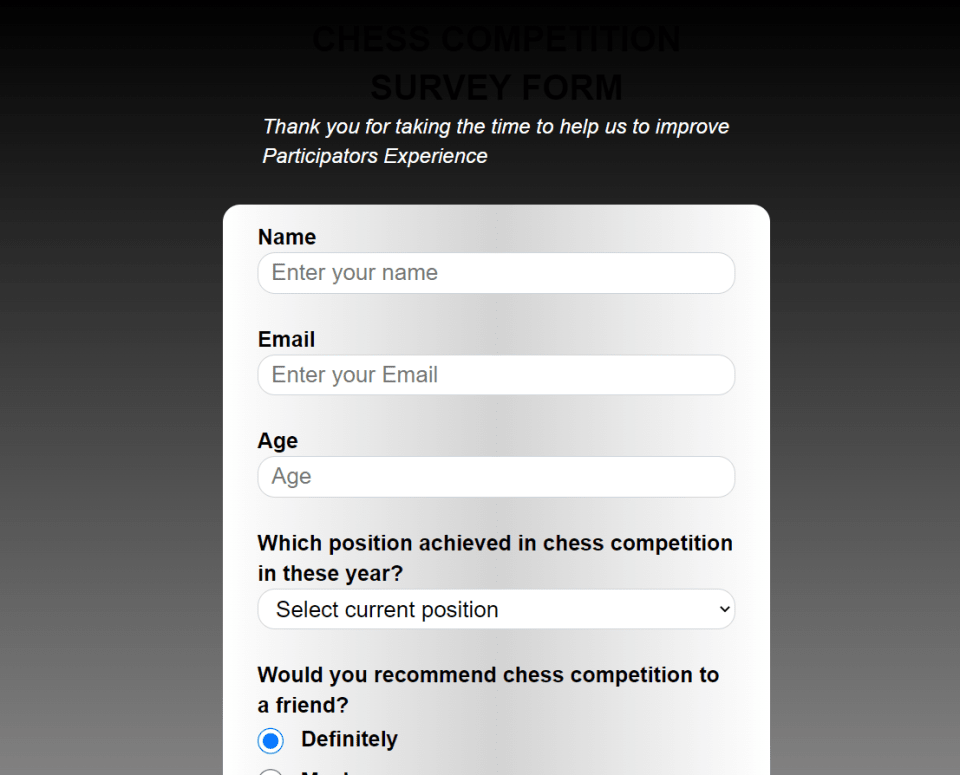 CHESS COMPETITION
SURVEY FORM
Thank you for taking the time to help us to improve
Participators Experience
Name
Enter your name
Email
Enter your Email
Age
Age
Which position achieved in chess competition
in these year?
Select current position
Would you recommend chess competition to
a friend?
Definitely